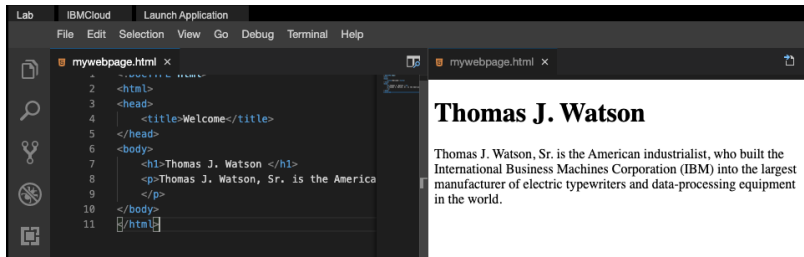 Lab IBMCloud Launch Application
File Edit Selection View Go Debug Terminal Help
mywebpage.html ×
mywebpage.html ×
1 <!DOCTYPE html>
2 <html>
3 <head>
4 <title>Welcome</title>
5 </head>
6 <body>
7 <h1>Thomas J. Watson </h1>
8 <p>Thomas J. Watson, Sr. is the America
9 </p>
10 </body>
11 </html>
Thomas J. Watson
Thomas J. Watson, Sr. is the American industrialist, who built the
International Business Machines Corporation (IBM) into the largest
manufacturer of electric typewriters and data-processing equipment
in the world.